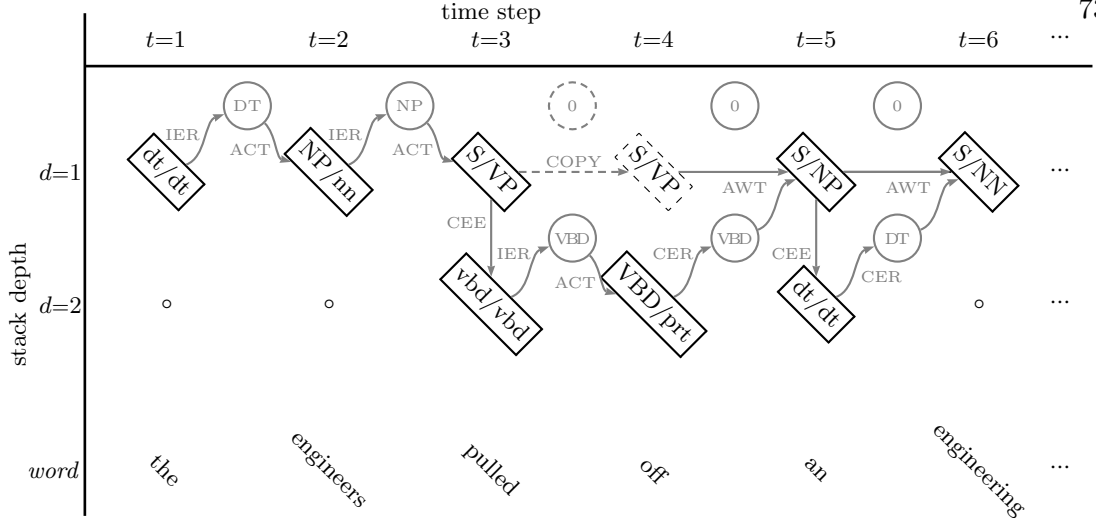 time step
73
t=1 t=2 t=3 t=4 t=5 t=6 ...
DT NP 0 0 0
IER ACT IER ACT
d=1 dt/dt NP/nn S/VP COPY S/VP AWT S/NP AWT S/NN ...
CEE IER VBD ACT CER VBD CEE DT CER
stack depth
d=2 vbd/vbd VBD/prt dt/dt ...
word the engineers pulled off an engineering ...